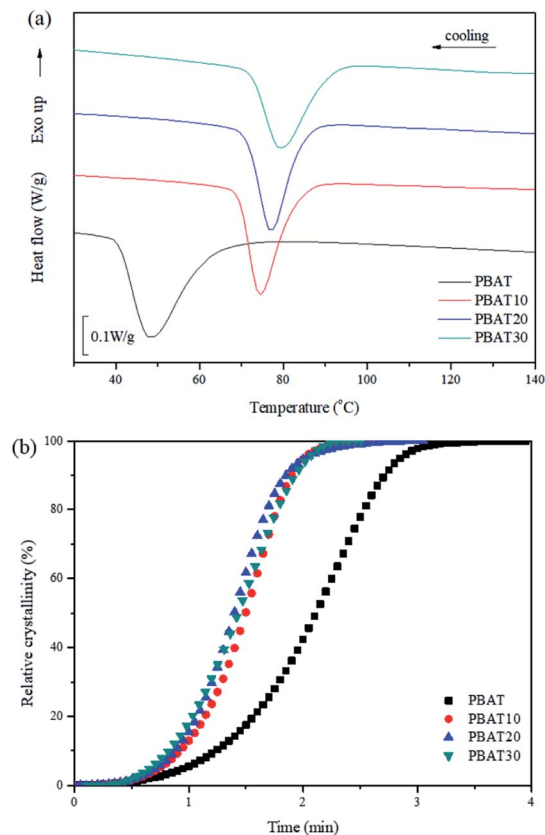 (a)
cooling
Exo up
Heat flow (W/g)
0.1W/g
PBAT
PBAT10
PBAT20
PBAT30
40 60 80 100 120 140
Temperature (°C)
(b)
100
80
60
40
20
0
Relative crystallinity (%)
PBAT
PBAT10
PBAT20
PBAT30
0 1 2 3 4
Time (min)